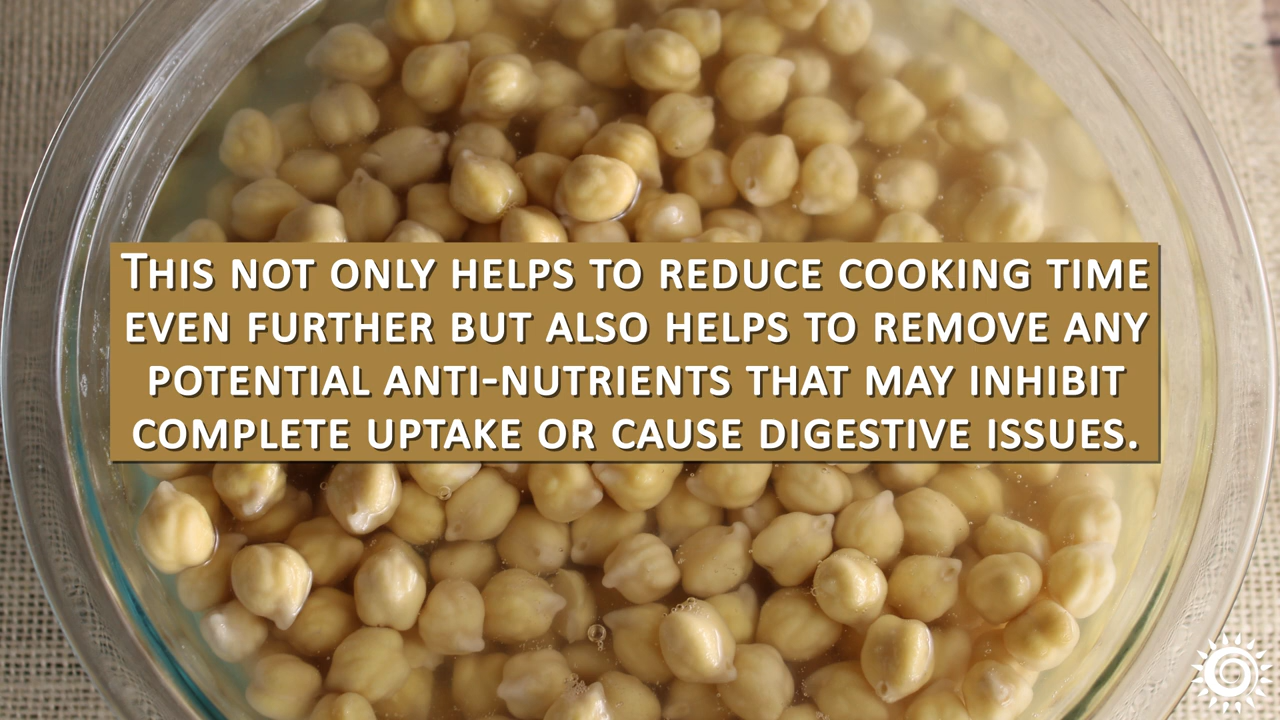 This not only helps to reduce cooking time
even further but also helps to remove any
potential anti-nutrients that may inhibit
complete uptake or cause digestive issues.